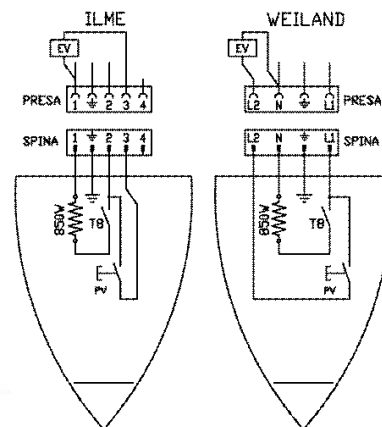 ILME WEILAND
EV EV
PRESA 1 2 3 4 L2 N L1 PRESA
SPINA 1 2 3 4 L2 N L1 SPINA
850W TB 850W TB
PV PV